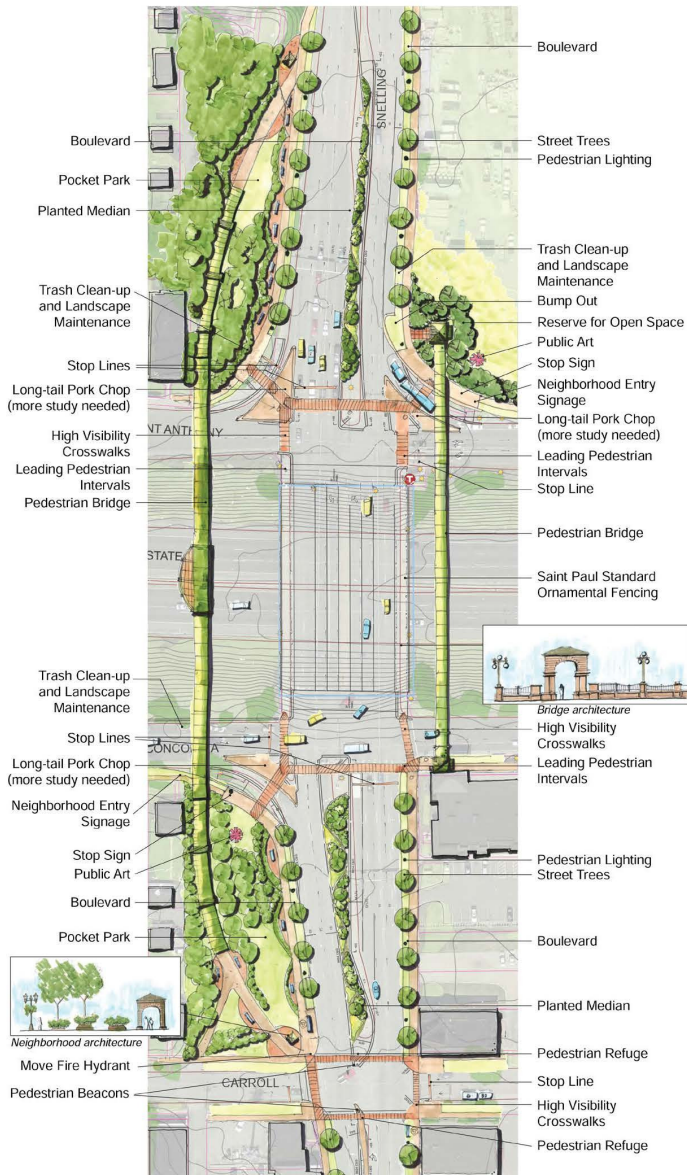 Boulevard
SNELLING
Boulevard
Street Trees
Pedestrian Lighting
Pocket Park
Planted Median
Trash Clean-up
and Landscape
Maintenance
Trash Clean-up
and Landscape
Maintenance
Bump Out
Reserve for Open Space
Public Art
Stop Lines
Stop Sign
Long-tail Pork Chop
(more study needed)
Neighborhood Entry
Signage
Long-tail Pork Chop
(more study needed)
NT ANTHONY
High Visibility
Crosswalks
Leading Pedestrian
Intervals
Leading Pedestrian
Intervals
Stop Line
T
Pedestrian Bridge
Pedestrian Bridge
STATE
Saint Paul Standard
Ornamental Fencing
Bridge architecture
Trash Clean-up
and Landscape
Maintenance
High Visibility
Crosswalks
Stop Lines
CONCORDIA
Long-tail Pork Chop
(more study needed)
Leading Pedestrian
Intervals
Neighborhood Entry
Signage
Stop Sign
Public Art
Pedestrian Lighting
Street Trees
Boulevard
Pocket Park
Boulevard
Neighborhood architecture
Planted Median
Move Fire Hydrant
Pedestrian Refuge
CARROLL
Stop Line
Pedestrian Beacons
High Visibility
Crosswalks
Pedestrian Refuge